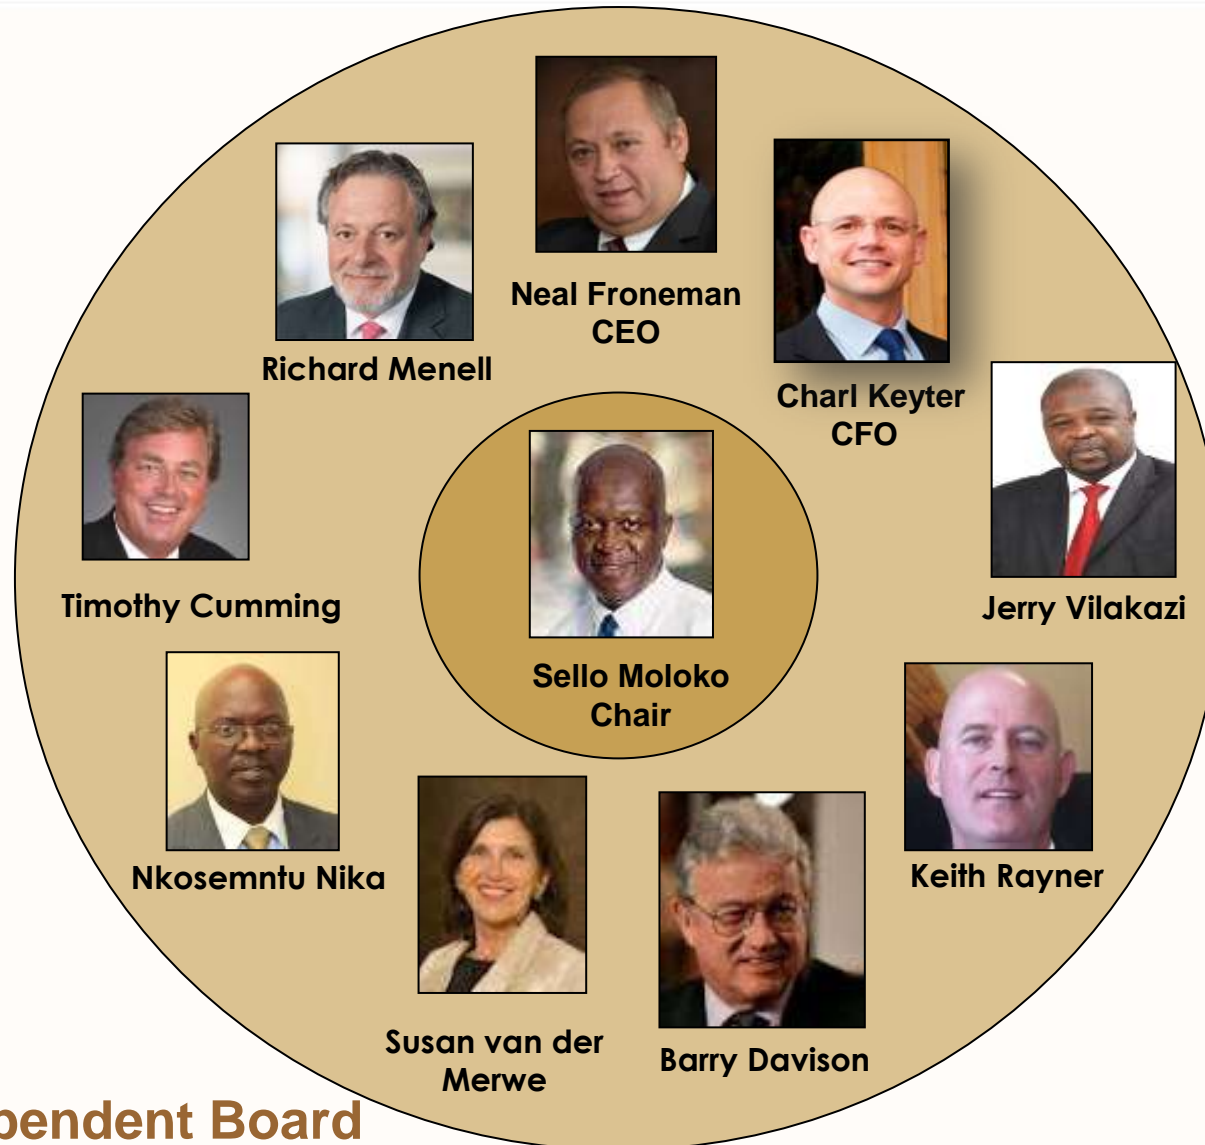 Neal Froneman
CEO
Richard Menell
Charl Keyter
CFO
Timothy Cumming
Jerry Vilakazi
Sello Moloko
Chair
Nkosemntu Nika
Keith Rayner
Susan van der
Merwe
Barry Davison
pendent Board